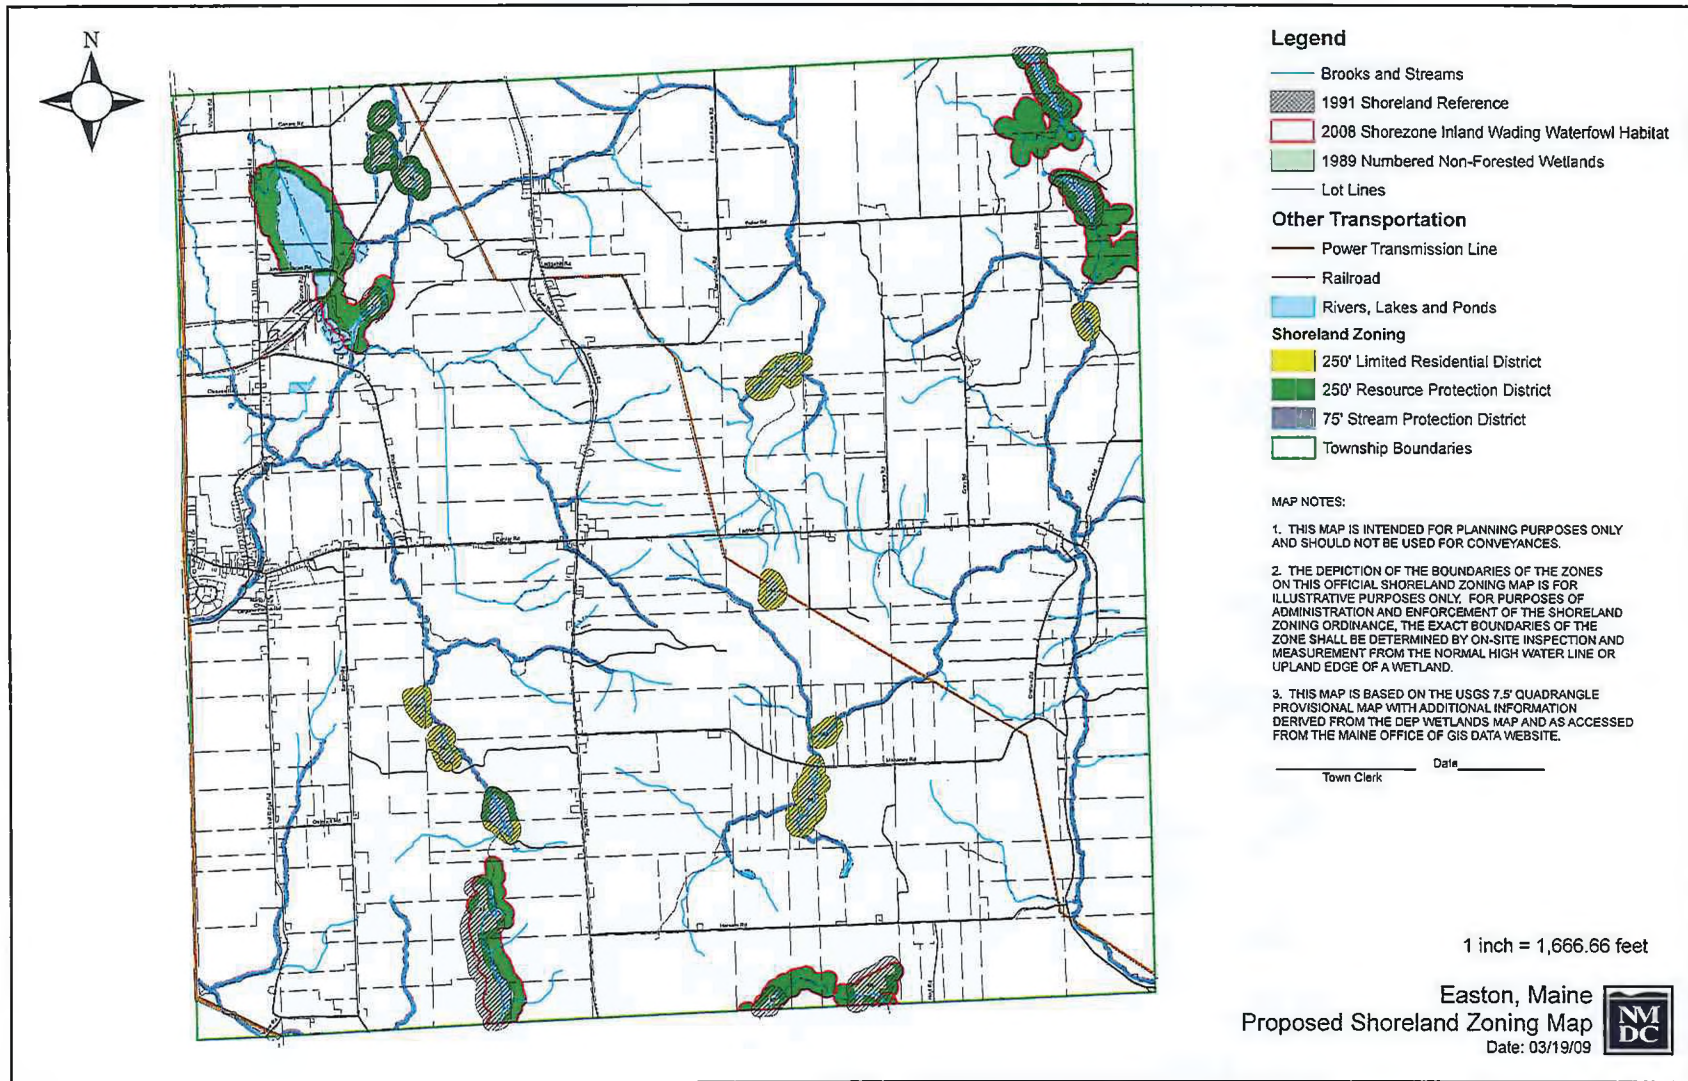 N
Legend
Brooks and Streams
1991 Shoreland Reference
2008 Shorezone Inland Wading Waterfowl Habitat
1989 Numbered Non-Forested Wetlands
Lot Lines
Other Transportation
Power Transmission Line
Railroad
Rivers, Lakes and Ponds
Shoreland Zoning
250' Limited Residential District
250' Resource Protection District
75' Stream Protection District
Township Boundaries
MAP NOTES:
1. THIS MAP IS INTENDED FOR PLANNING PURPOSES ONLY
AND SHOULD NOT BE USED FOR CONVEYANCES.
2. THE DEPICTION OF THE BOUNDARIES OF THE ZONES
ON THIS OFFICIAL SHORELAND ZONING MAP IS FOR
ILLUSTRATIVE PURPOSES ONLY. FOR PURPOSES OF
ADMINISTRATION AND ENFORCEMENT OF THE SHORELAND
ZONING ORDINANCE, THE EXACT BOUNDARIES OF THE
ZONE SHALL BE DETERMINED BY ON-SITE INSPECTION AND
MEASUREMENT FROM THE NORMAL HIGH WATER LINE OR
UPLAND EDGE OF A WETLAND.
3. THIS MAP IS BASED ON THE USGS 7.5' QUADRANGLE
PROVISIONAL MAP WITH ADDITIONAL INFORMATION
DERIVED FROM THE DEP WETLANDS MAP AND AS ACCESSED
FROM THE MAINE OFFICE OF GIS DATA WEBSITE.
Town Clerk
Date
1 inch = 1,666.66 feet
Easton, Maine
Proposed Shoreland Zoning Map
Date: 03/19/09
NM
DC